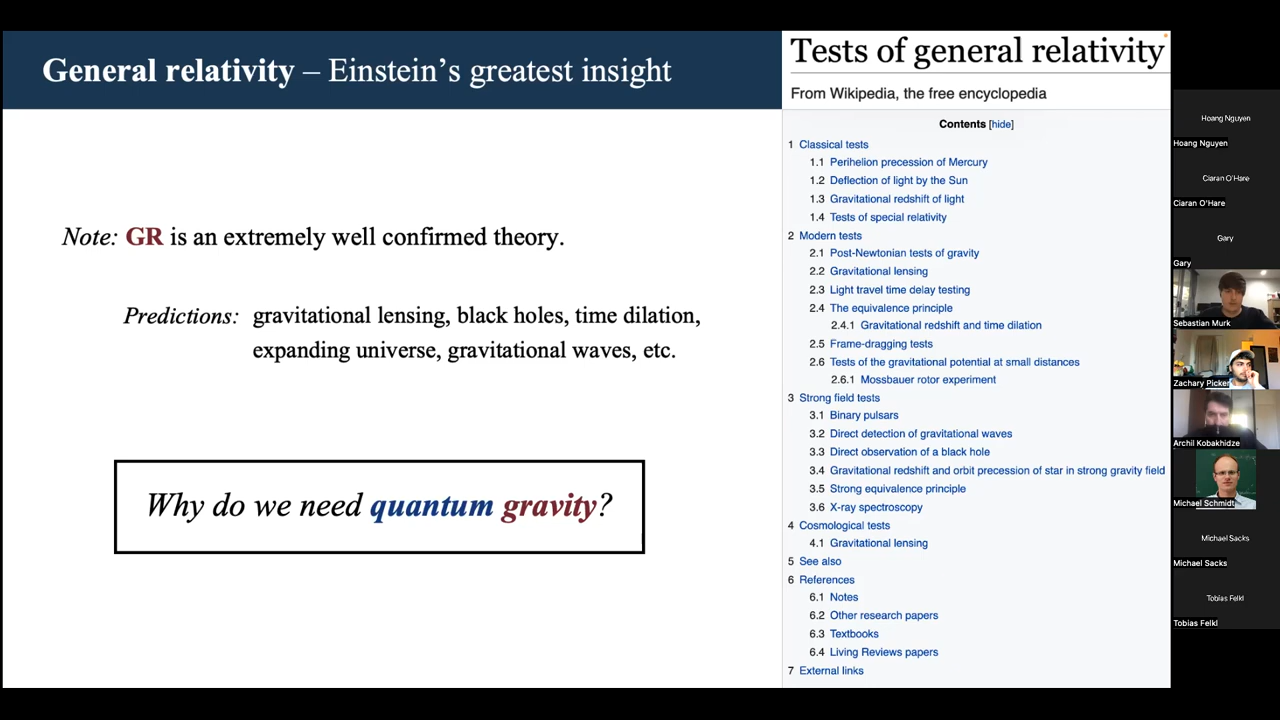 General relativity – Einstein's greatest insight
Note: GR is an extremely well confirmed theory.
Predictions: gravitational lensing, black holes, time dilation,
expanding universe, gravitational waves, etc.
Why do we need quantum gravity?
Tests of general relativity
From Wikipedia, the free encyclopedia
Contents [hide]
1 Classical tests
1.1 Perihelion precession of Mercury
1.2 Deflection of light by the Sun
1.3 Gravitational redshift of light
1.4 Tests of special relativity
2 Modern tests
2.1 Post-Newtonian tests of gravity
2.2 Gravitational lensing
2.3 Light travel time delay testing
2.4 The equivalence principle
2.4.1 Gravitational redshift and time dilation
2.5 Frame-dragging tests
2.6 Tests of the gravitational potential at small distances
2.6.1 Mossbauer rotor experiment
3 Strong field tests
3.1 Binary pulsars
3.2 Direct detection of gravitational waves
3.3 Direct observation of a black hole
3.4 Gravitational redshift and orbit precession of star in strong gravity field
3.5 Strong equivalence principle
3.6 X-ray spectroscopy
4 Cosmological tests
4.1 Gravitational lensing
5 See also
6 References
6.1 Notes
6.2 Other research papers
6.3 Textbooks
6.4 Living Reviews papers
7 External links
Hoang Nguyen
Hoang Nguyen
Ciaran O'Hare
Ciaran O'Hare
Gary
Gary
Sebastian Murk
Zachary Picker
Archil Kobakhidze
Michael Schmidt
Michael Sacks
Michael Sacks
Tobias Felkl
Tobias Felkl